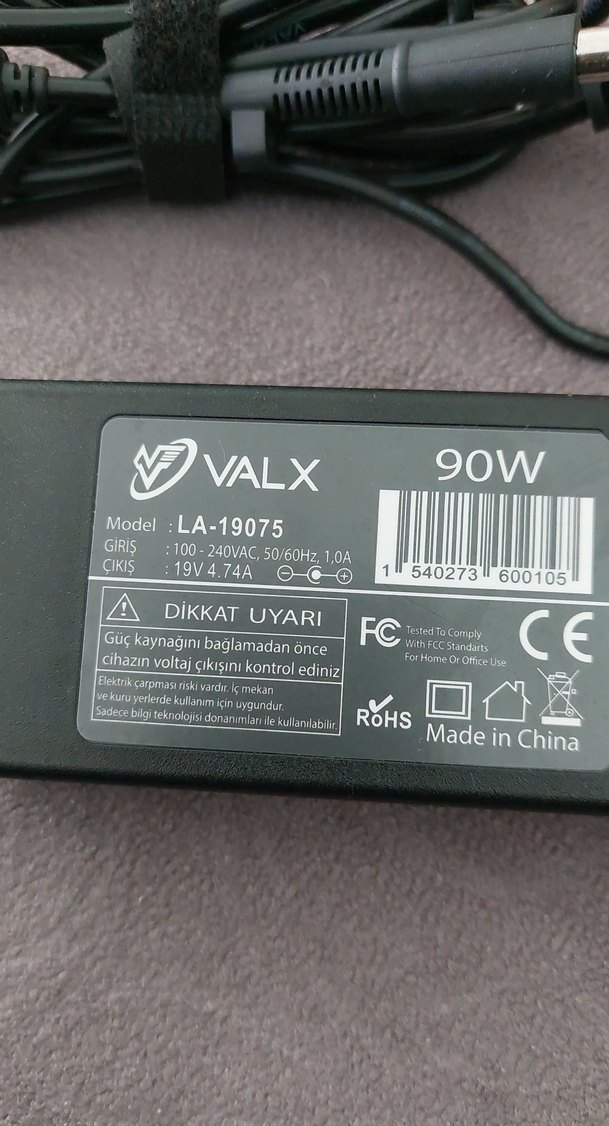 VALX
90W
Model : LA-19075
GİRİŞ : 100 - 240VAC, 50/60Hz, 1,0A
ÇIKIŞ : 19V 4.74A
1 540273 600105
DİKKAT UYARI
Güç kaynağını bağlamadan önce
cihazın voltaj çıkışını kontrol ediniz
Elektrik çarpması riski vardır. İç mekan
ve kuru yerlerde kullanım için uygundur.
Sadece bilgi teknolojisi donanımları ile kullanılabilir.
FC
Tested To Comply
With FCC Standarts
For Home Or Office Use
CE
RoHS
Made in China